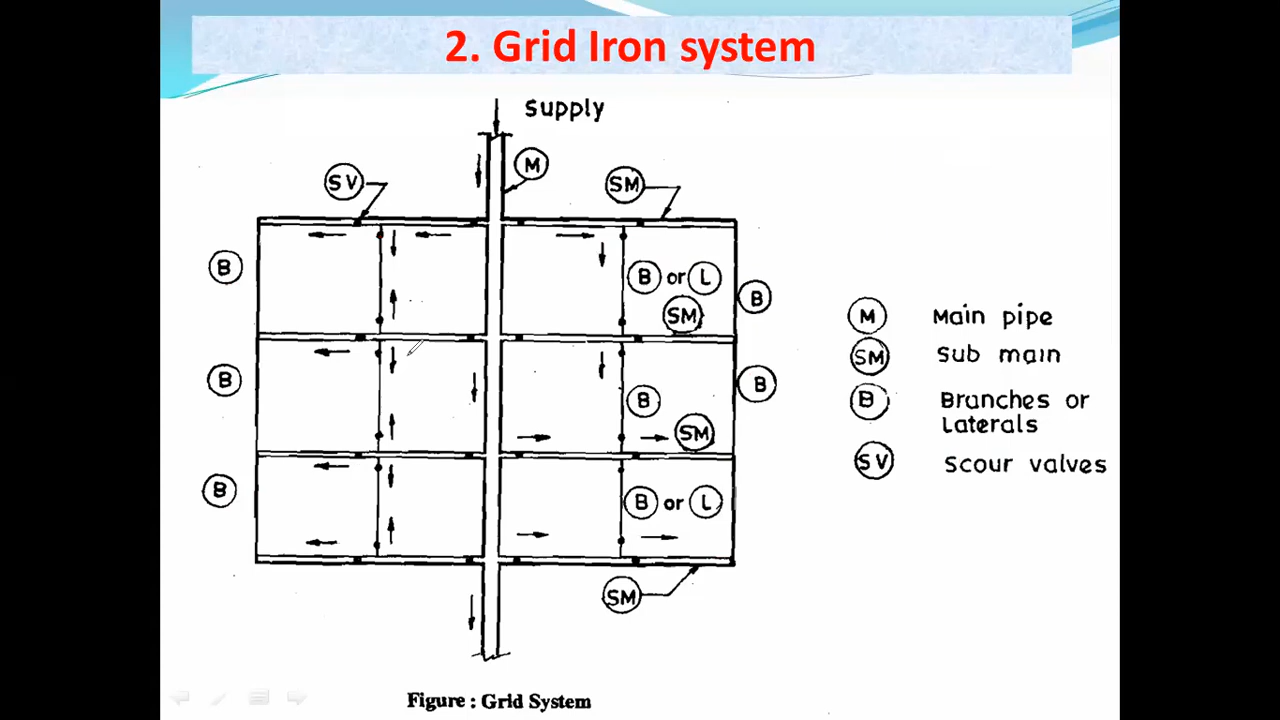 2. Grid Iron system
Supply
M
SV
SM
B
B or L
SM
B
M Main pipe
SM Sub main
B
B
B
SM
B Branches or
Laterals
SV Scour valves
B
B or L
SM
Figure : Grid System